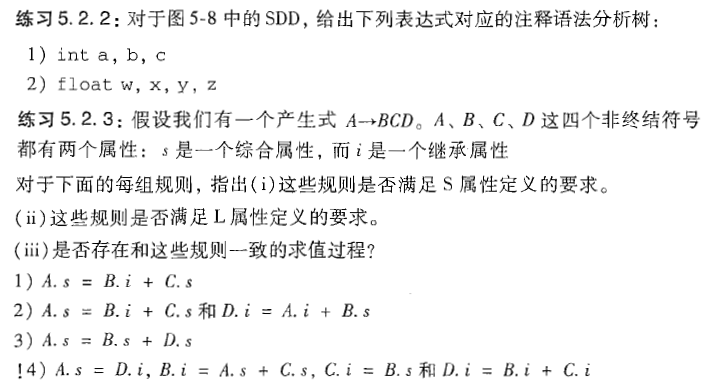 练习5.2.2：对于图5-8中的SDD，给出下列表达式对应的注释语法分析树：
1) int a, b, c
2) float w, x, y, z
练习5.2.3：假设我们有一个产生式 A→BCD。A、B、C、D 这四个非终结符号
都有两个属性：s 是一个综合属性，而 i 是一个继承属性
对于下面的每组规则，指出(i)这些规则是否满足 S 属性定义的要求。
(ii)这些规则是否满足 L 属性定义的要求。
(iii)是否存在和这些规则一致的求值过程？
1) A.s = B.i + C.s
2) A.s = B.i + C.s 和 D.i = A.i + B.s
3) A.s = B.s + D.s
!4) A.s = D.i, B.i = A.s + C.s, C.i = B.s 和 D.i = B.i + C.i